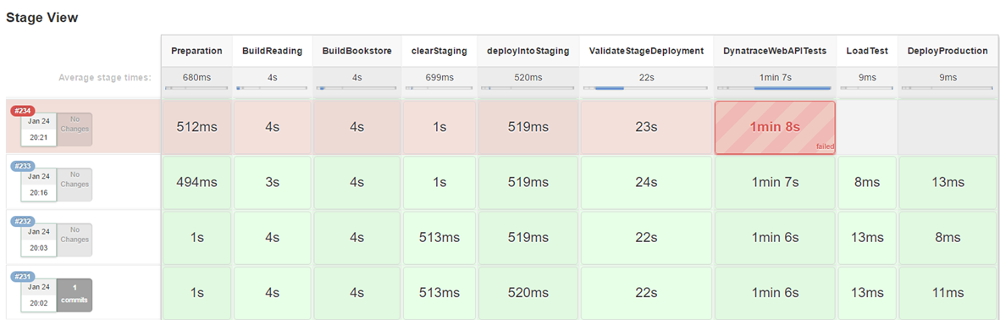 Stage View
Preparation BuildReading BuildBookstore clearStaging deployIntoStaging ValidateStageDeployment DynatraceWebAPITests LoadTest DeployProduction
Average stage times: 680ms 4s 4s 699ms 520ms 22s 1min 7s 9ms 9ms
#234
Jan 24 No
Changes
20:21
512ms 4s 4s 1s 519ms 23s 1min 8s
failed
#233
Jan 24 No
Changes
20:16
494ms 3s 4s 1s 519ms 24s 1min 7s 8ms 13ms
#232
Jan 24 No
Changes
20:03
1s 4s 4s 513ms 519ms 22s 1min 6s 13ms 8ms
#231
Jan 24 1
commits
20:02
1s 4s 4s 513ms 520ms 22s 1min 6s 13ms 11ms